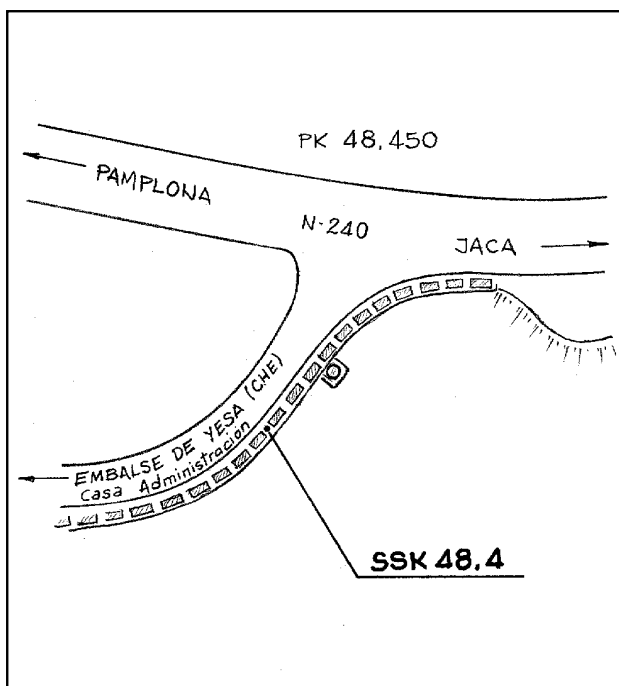 PK 48,450
PAMPLONA
N-240
JACA
EMBALSE DE YESA (CHE)
Casa Administración
SSK 48.4